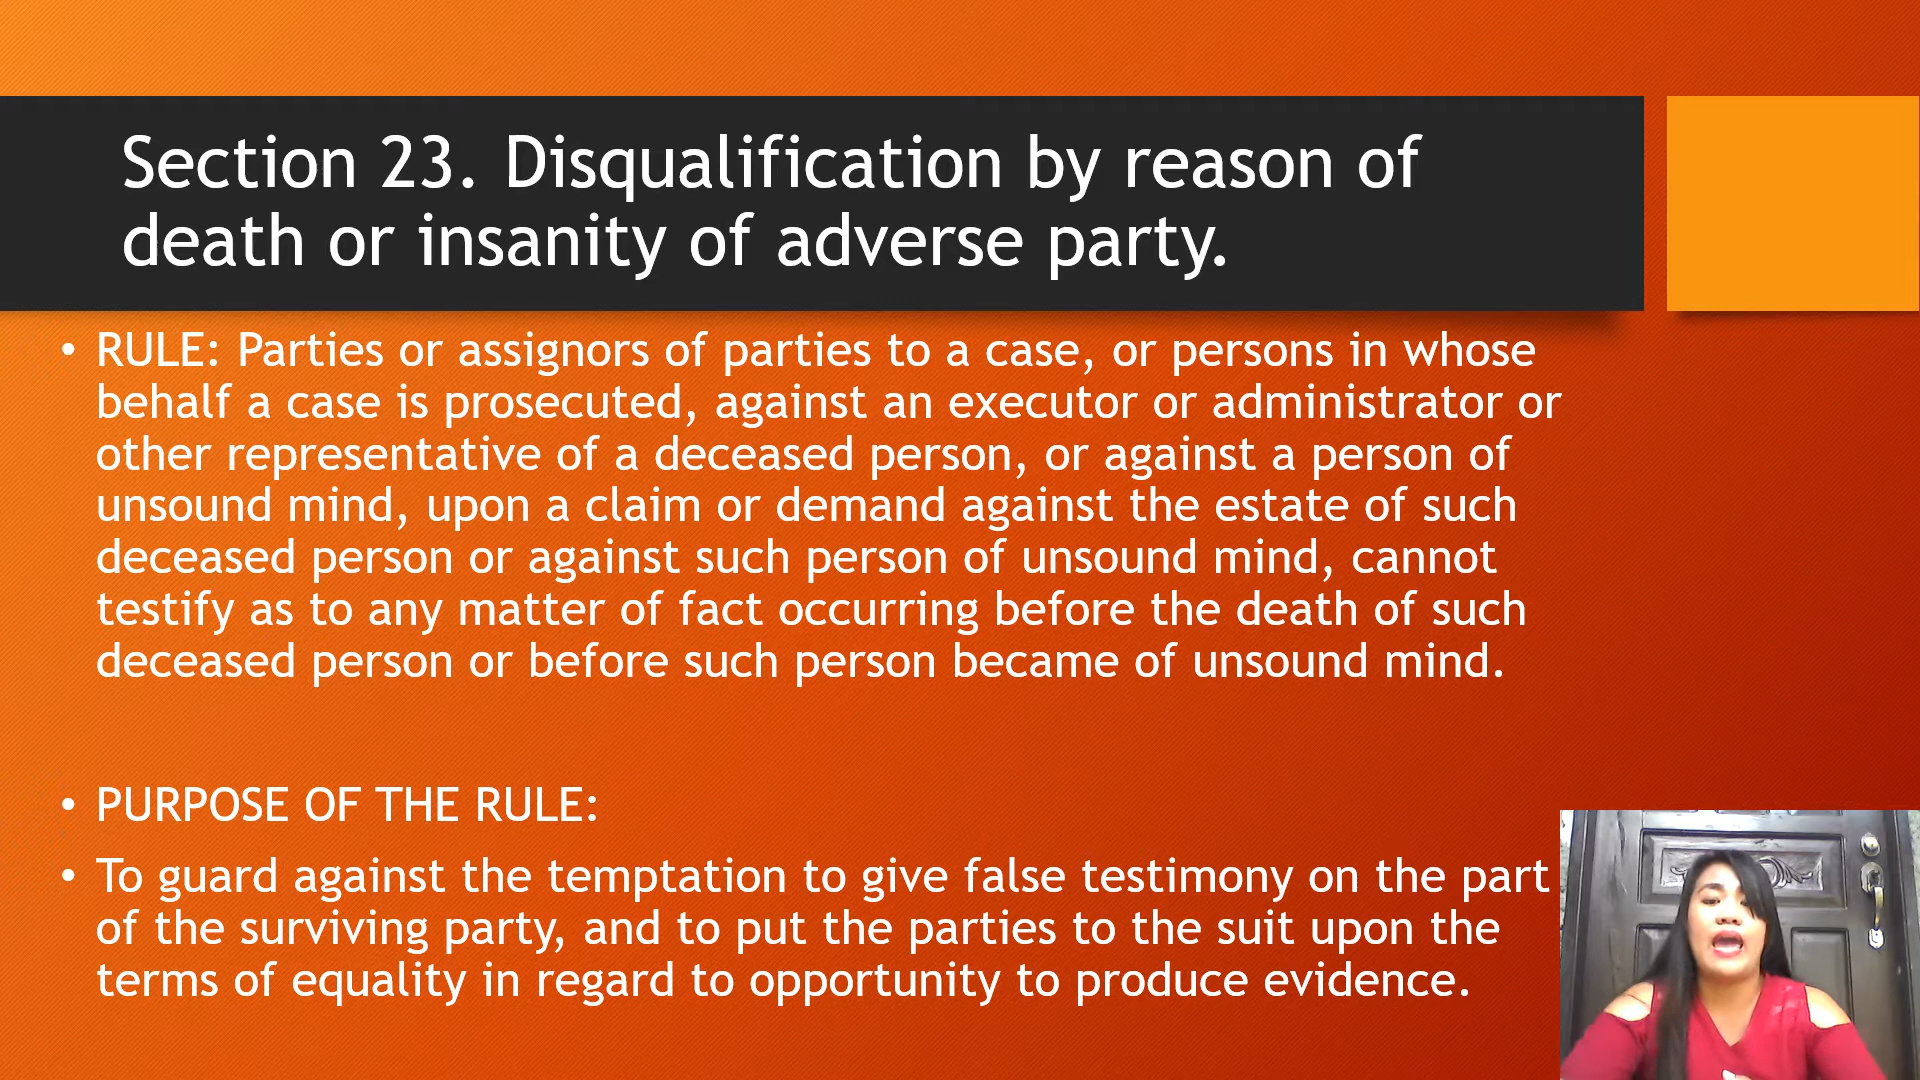 Section 23. Disqualification by reason of
death or insanity of adverse party.
• RULE: Parties or assignors of parties to a case, or persons in whose
behalf a case is prosecuted, against an executor or administrator or
other representative of a deceased person, or against a person of
unsound mind, upon a claim or demand against the estate of such
deceased person or against such person of unsound mind, cannot
testify as to any matter of fact occurring before the death of such
deceased person or before such person became of unsound mind.
• PURPOSE OF THE RULE:
• To guard against the temptation to give false testimony on the part
of the surviving party, and to put the parties to the suit upon the
terms of equality in regard to opportunity to produce evidence.